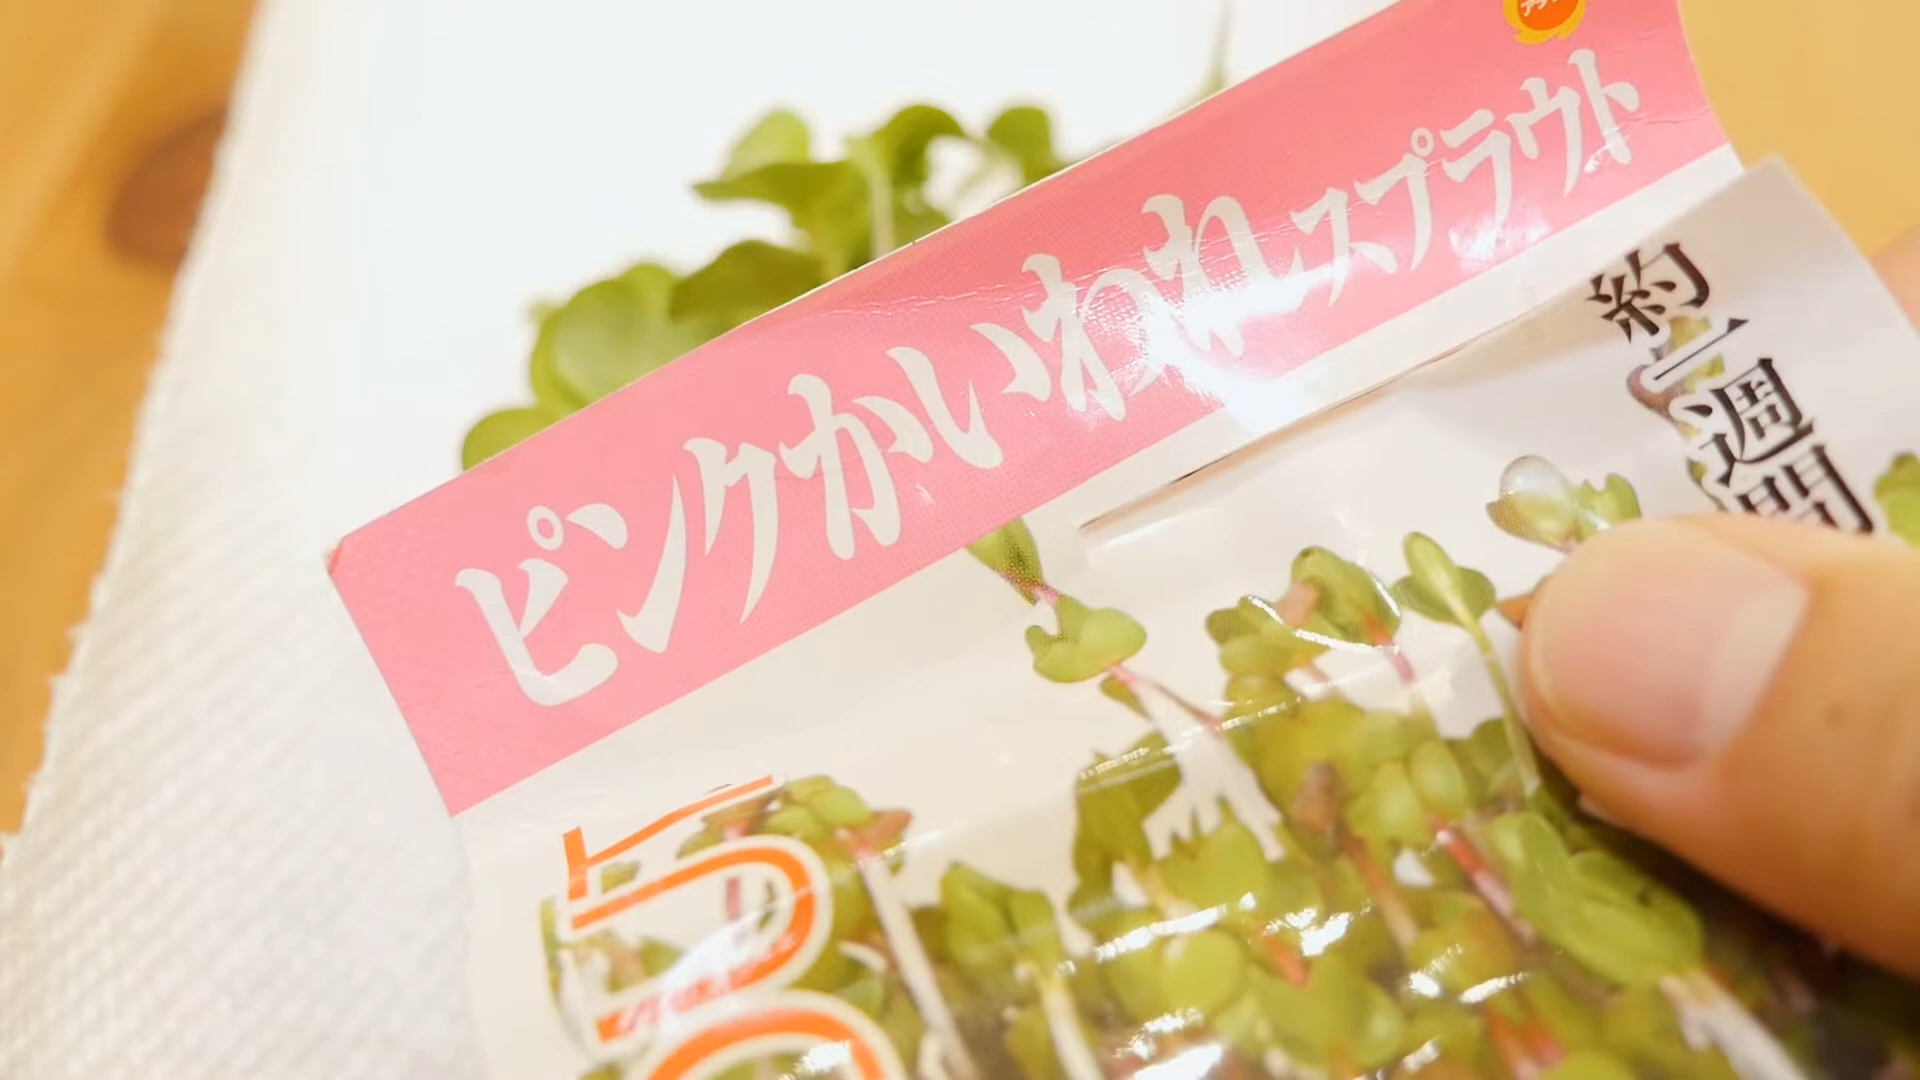 ピンクかいわれスプラウト
約一週間